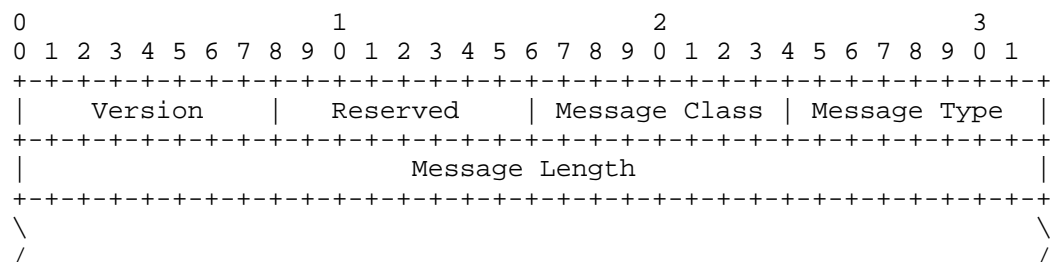 0                   1                   2                   3
0 1 2 3 4 5 6 7 8 9 0 1 2 3 4 5 6 7 8 9 0 1 2 3 4 5 6 7 8 9 0 1
+-+-+-+-+-+-+-+-+-+-+-+-+-+-+-+-+-+-+-+-+-+-+-+-+-+-+-+-+-+-+-+-+
|    Version    |   Reserved    | Message Class | Message Type  |
+-+-+-+-+-+-+-+-+-+-+-+-+-+-+-+-+-+-+-+-+-+-+-+-+-+-+-+-+-+-+-+-+
|                        Message Length                         |
+-+-+-+-+-+-+-+-+-+-+-+-+-+-+-+-+-+-+-+-+-+-+-+-+-+-+-+-+-+-+-+-+
\                                                               \
/                                                               /